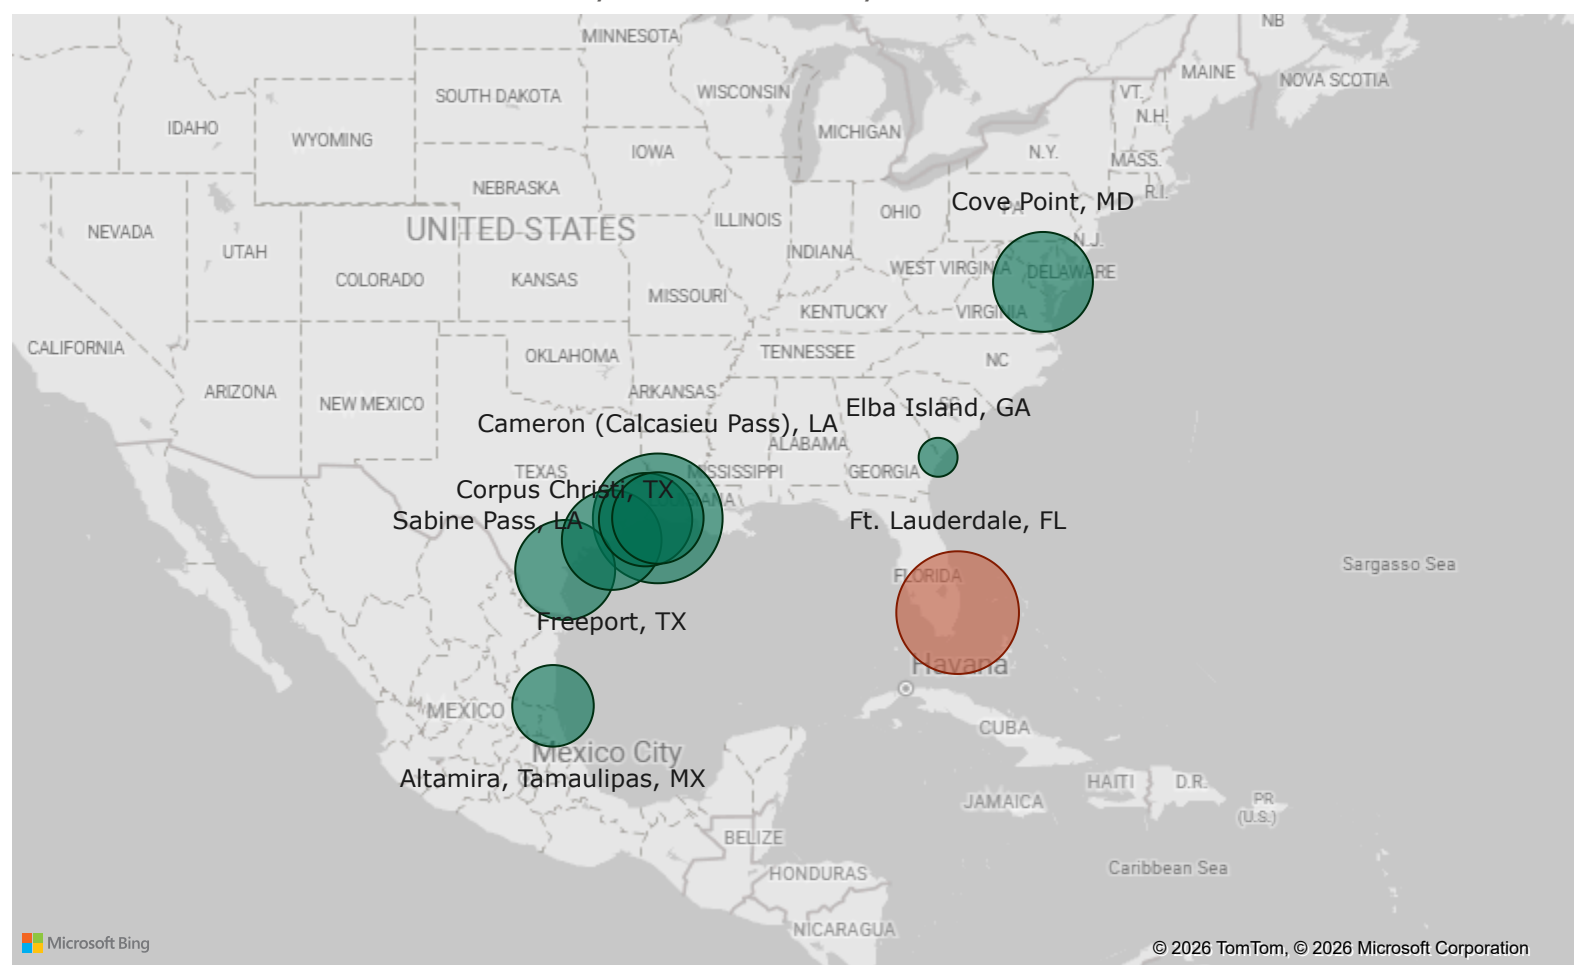 MINNESOTA
NB
MAINE
NOVA SCOTIA
SOUTH DAKOTA
WISCONSIN
VT.
N.H.
IDAHO
WYOMING
MICHIGAN
IOWA
N.Y.
MASS.
NEBRASKA
R.I.
Cove Point, MD
PA
NEVADA
UNITED STATES
ILLINOIS
OHIO
N.J.
UTAH
INDIANA
WEST VIRGINIA
DELAWARE
COLORADO
KANSAS
MISSOURI
KENTUCKY
VIRGINIA
CALIFORNIA
OKLAHOMA
TENNESSEE
NC
ARIZONA
NEW MEXICO
ARKANSAS
SC
Elba Island, GA
Cameron (Calcasieu Pass), LA
ALABAMA
TEXAS
MISSISSIPPI
GEORGIA
Corpus Christi, TX
LOUISIANA
Sabine Pass, LA
Ft. Lauderdale, FL
FLORIDA
Sargasso Sea
Freeport, TX
Havana
MEXICO
CUBA
Mexico City
Altamira, Tamaulipas, MX
HAITI
D.R.
JAMAICA
PR
(U.S.)
BELIZE
HONDURAS
Caribbean Sea
NICARAGUA
Microsoft Bing
© 2026 TomTom, © 2026 Microsoft Corporation